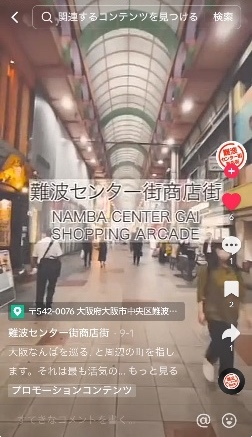 関連するコンテンツを見つける 検索
難波センター街商店街
NAMBA CENTER GAI
SHOPPING ARCADE
6
1
2
1
〒542-0076 大阪府大阪市中央区難波…
難波センター街商店街 · 9-1
大阪なんばを巡る, と周辺の町を指し
ます。それは最も活気の... もっと見る
プロモーションコンテンツ